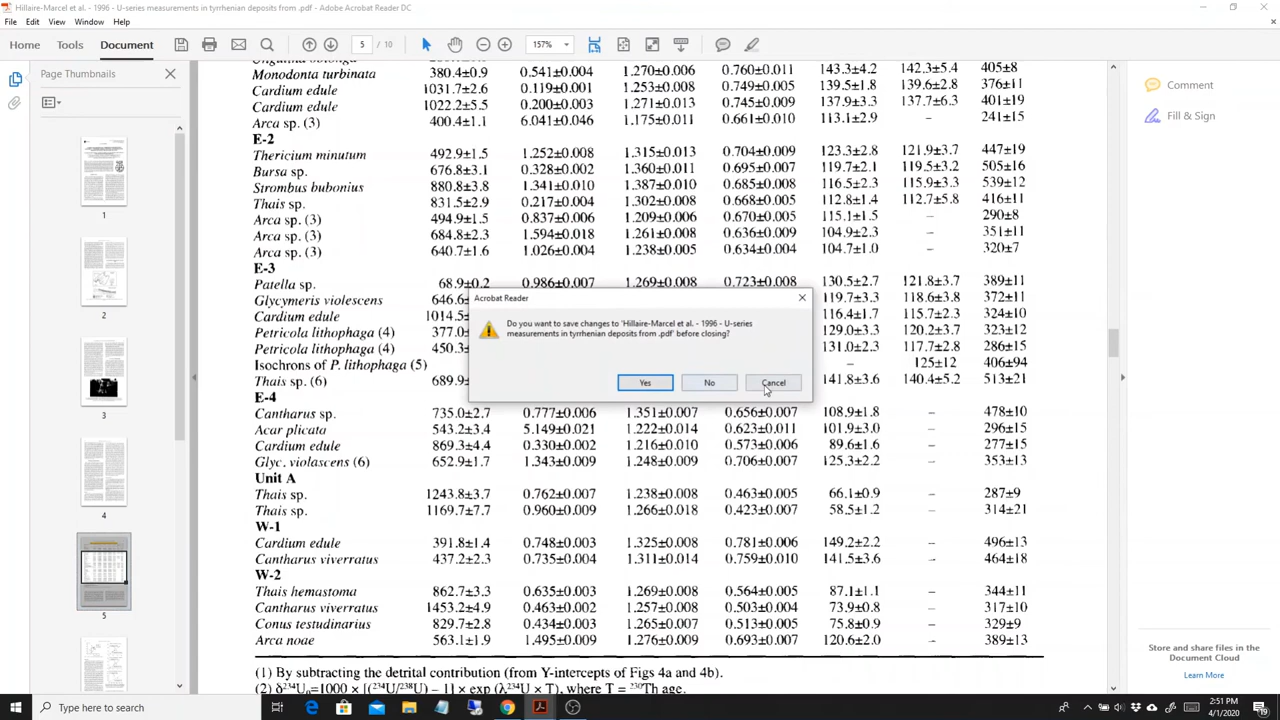 Hillaire-Marcel et al. - 1996 - U-series measurements in tyrrhenian deposits from .pdf - Adobe Acrobat Reader DC
File Edit View Window Help
Home Tools Document 5 / 10 157%
Page Thumbnails
1
2
3
4
5
Monodonta turbinata 380.4±0.9 0.541±0.004 1.270±0.006 0.760±0.011 143.3±4.2 142.3±5.4 405±8
Cardium edule 1031.7±2.6 0.119±0.001 1.253±0.008 0.749±0.005 139.5±1.8 139.6±2.8 376±11
Cardium edule 1022.2±5.5 0.200±0.003 1.271±0.013 0.745±0.009 137.9±3.3 137.7±6.3 401±19
Arca sp. (3) 400.4±1.1 6.041±0.046 1.175±0.011 0.661±0.010 113.1±2.9 – 241±15
E-2
Thericium minutum 492.9±1.5 1.252±0.008 1.315±0.013 0.704±0.009 123.3±2.8 121.9±3.7 447±19
Bursa sp. 676.8±3.1 0.328±0.002 1.360±0.011 0.695±0.007 119.7±2.1 119.5±3.2 505±16
Strombus bubonius 880.8±3.8 1.341±0.010 1.387±0.010 0.685±0.008 116.5±2.3 115.9±3.3 539±12
Thais sp. 831.5±2.9 0.217±0.004 1.302±0.008 0.668±0.005 112.8±1.4 112.7±5.8 416±11
Arca sp. (3) 494.9±1.5 0.837±0.006 1.209±0.006 0.670±0.005 115.1±1.5 – 290±8
Arca sp. (3) 684.8±2.3 1.594±0.018 1.261±0.008 0.636±0.009 104.9±2.3 – 351±11
Arca sp. (3) 640.7±1.6 1.026±0.004 1.238±0.005 0.634±0.004 104.7±1.0 – 320±7
E-3
Patella sp. 68.9±0.2 0.986±0.007 1.269±0.008 0.723±0.008 130.5±2.7 121.8±3.7 389±11
Glycymeris violescens 646.6 119.7±3.3 118.6±3.8 372±11
Cardium edule 1014.5 116.4±1.7 115.7±2.3 324±10
Petricola lithophaga (4) 377.0 129.0±3.3 120.2±3.7 323±12
Petricola lithophaga (4) 450.3 131.0±2.3 117.7±2.8 286±15
Isochrons of P. lithophaga (5) – 125±12 406±94
Thais sp. (6) 689.9 141.8±3.6 140.4±5.2 513±21
E-4
Cantharus sp. 735.0±2.7 0.777±0.006 1.351±0.007 0.656±0.007 108.9±1.8 – 478±10
Acar plicata 543.2±3.4 5.149±0.021 1.222±0.014 0.623±0.011 101.9±3.0 – 296±15
Cardium edule 869.3±4.4 0.330±0.002 1.216±0.010 0.573±0.006 89.6±1.6 – 277±15
Glyc. violascens (6) 652.9±1.7 1.343±0.009 1.248±0.009 0.706±0.007 125.3±2.2 – 353±13
Unit A
Thais sp. 1243.8±3.7 0.762±0.007 1.238±0.008 0.463±0.005 66.1±0.9 – 287±9
Thais sp. 1169.7±7.7 0.960±0.009 1.266±0.018 0.423±0.007 58.5±1.2 – 314±21
W-1
Cardium edule 391.8±1.4 0.748±0.003 1.325±0.008 0.781±0.006 149.2±2.2 – 496±13
Cantharus viverratus 437.2±2.3 0.735±0.004 1.311±0.014 0.759±0.010 141.5±3.6 – 464±18
W-2
Thais hemastoma 862.7±3.3 0.635±0.003 1.269±0.008 0.564±0.005 87.1±1.1 – 344±11
Cantharus viverratus 1453.2±4.9 0.463±0.002 1.257±0.008 0.503±0.004 73.9±0.8 – 317±10
Conus testudinarius 829.7±2.8 0.434±0.003 1.265±0.007 0.513±0.005 75.8±0.9 – 329±9
Arca noae 563.1±1.9 1.495±0.009 1.276±0.009 0.693±0.007 120.6±2.0 – 389±13
(1) By subtracting the detrital contribution (from Y-intercepts of Figs 4a and 4b).
(2) ²³⁴U₀=1000 × [(²³⁴U/²³⁸U) – 1]× exp (λ²³⁴U × T), where T = ²³⁰Th age.
Acrobat Reader
Do you want to save changes to 'Hillaire-Marcel et al. - 1996 - U-series
measurements in tyrrhenian deposits from .pdf' before closing?
Yes No Cancel
Comment
Fill & Sign
Store and share files in the
Document Cloud
Learn More
Type here to search
2:51 PM
4/1/2020